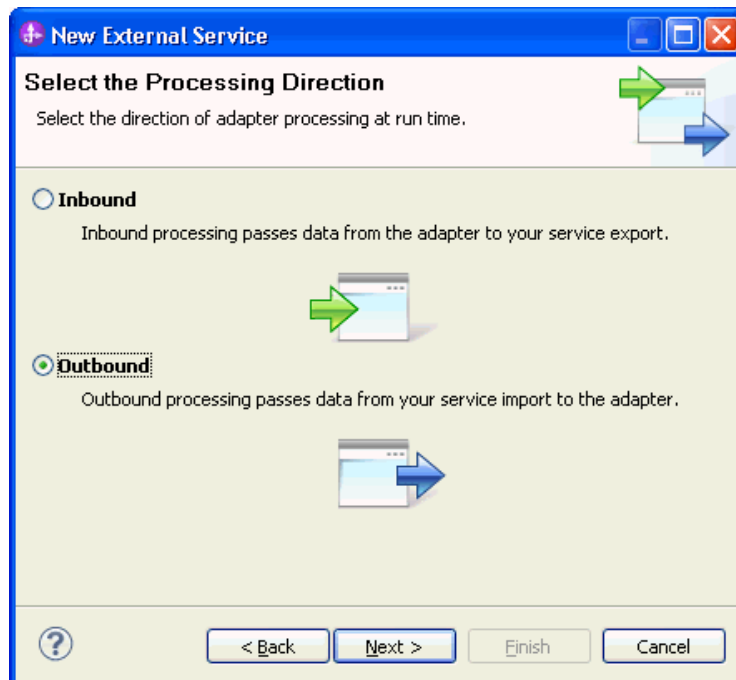 New External Service
Select the Processing Direction
Select the direction of adapter processing at run time.
Inbound
Inbound processing passes data from the adapter to your service export.
Outbound
Outbound processing passes data from your service import to the adapter.
< Back Next > Finish Cancel